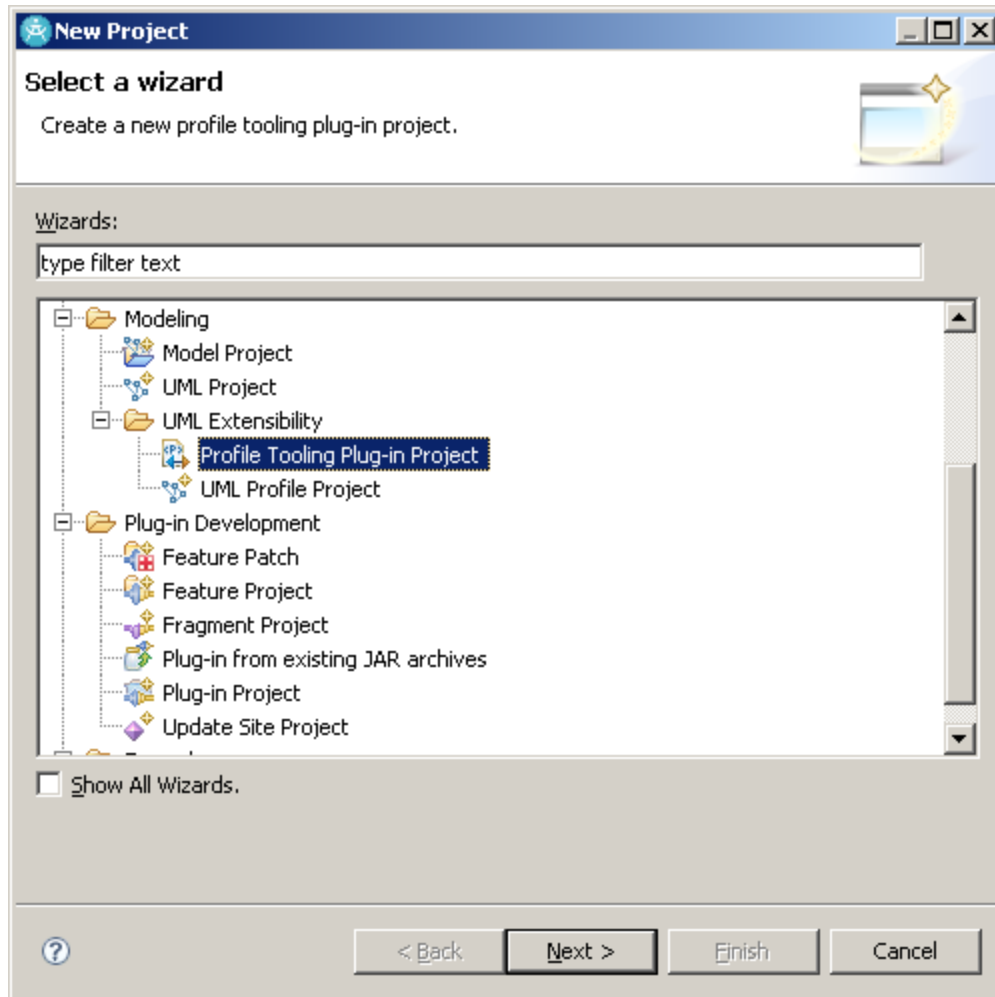 New Project
Select a wizard
Create a new profile tooling plug-in project.
Wizards:
type filter text
Modeling
Model Project
UML Project
UML Extensibility
Profile Tooling Plug-in Project
UML Profile Project
Plug-in Development
Feature Patch
Feature Project
Fragment Project
Plug-in from existing JAR archives
Plug-in Project
Update Site Project
Show All Wizards.
< Back Next > Finish Cancel